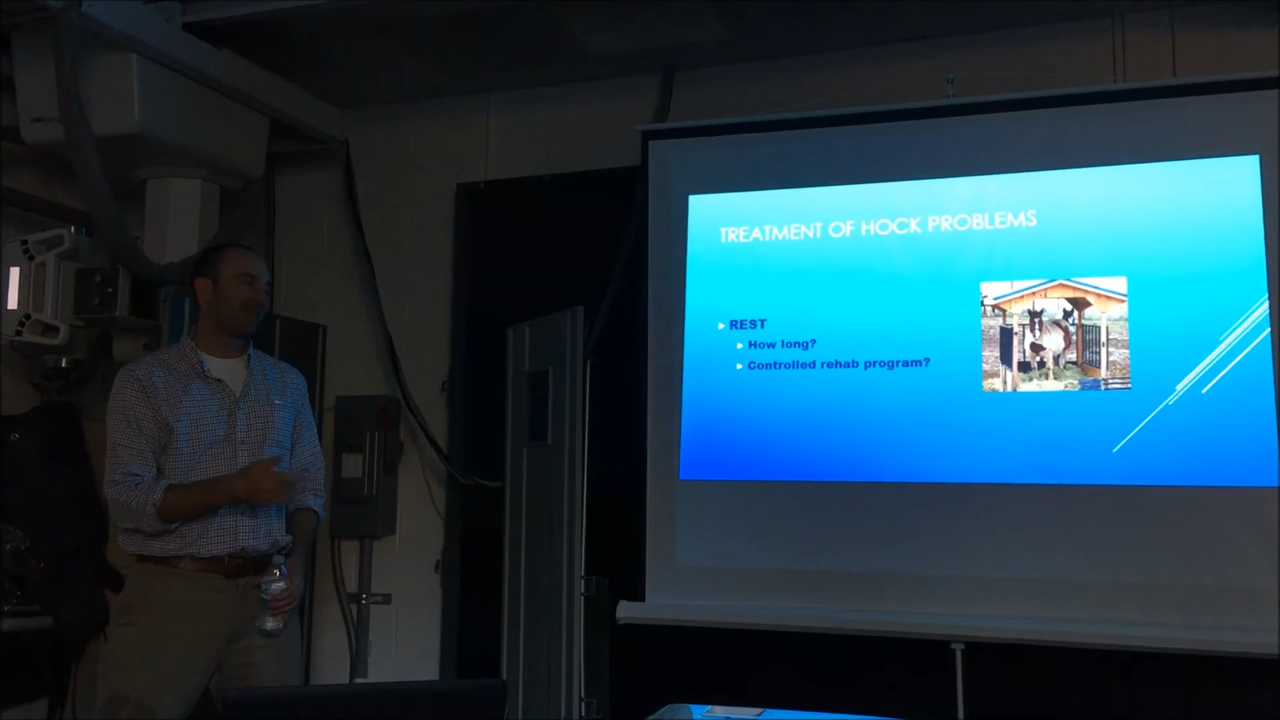 TREATMENT OF HOCK PROBLEMS
REST
How long?
Controlled rehab program?